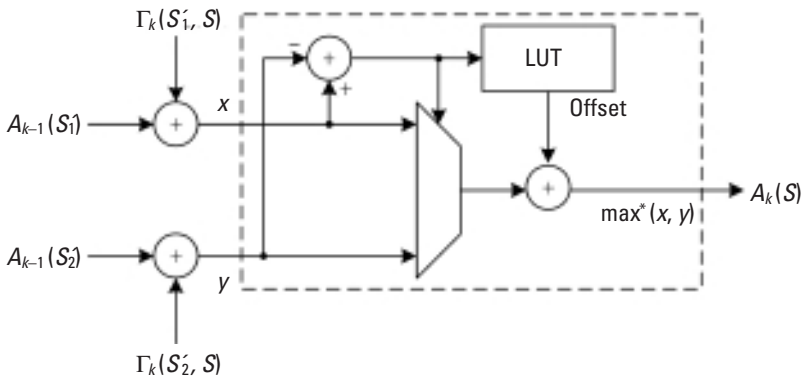 Γₖ(S′₁, S)
−
+
LUT
+
x
Offset
Aₖ₋₁(S′₁)
+
+
Aₖ(S)
max*(x, y)
Aₖ₋₁(S′₂)
+
y
Γₖ(S′₂, S)